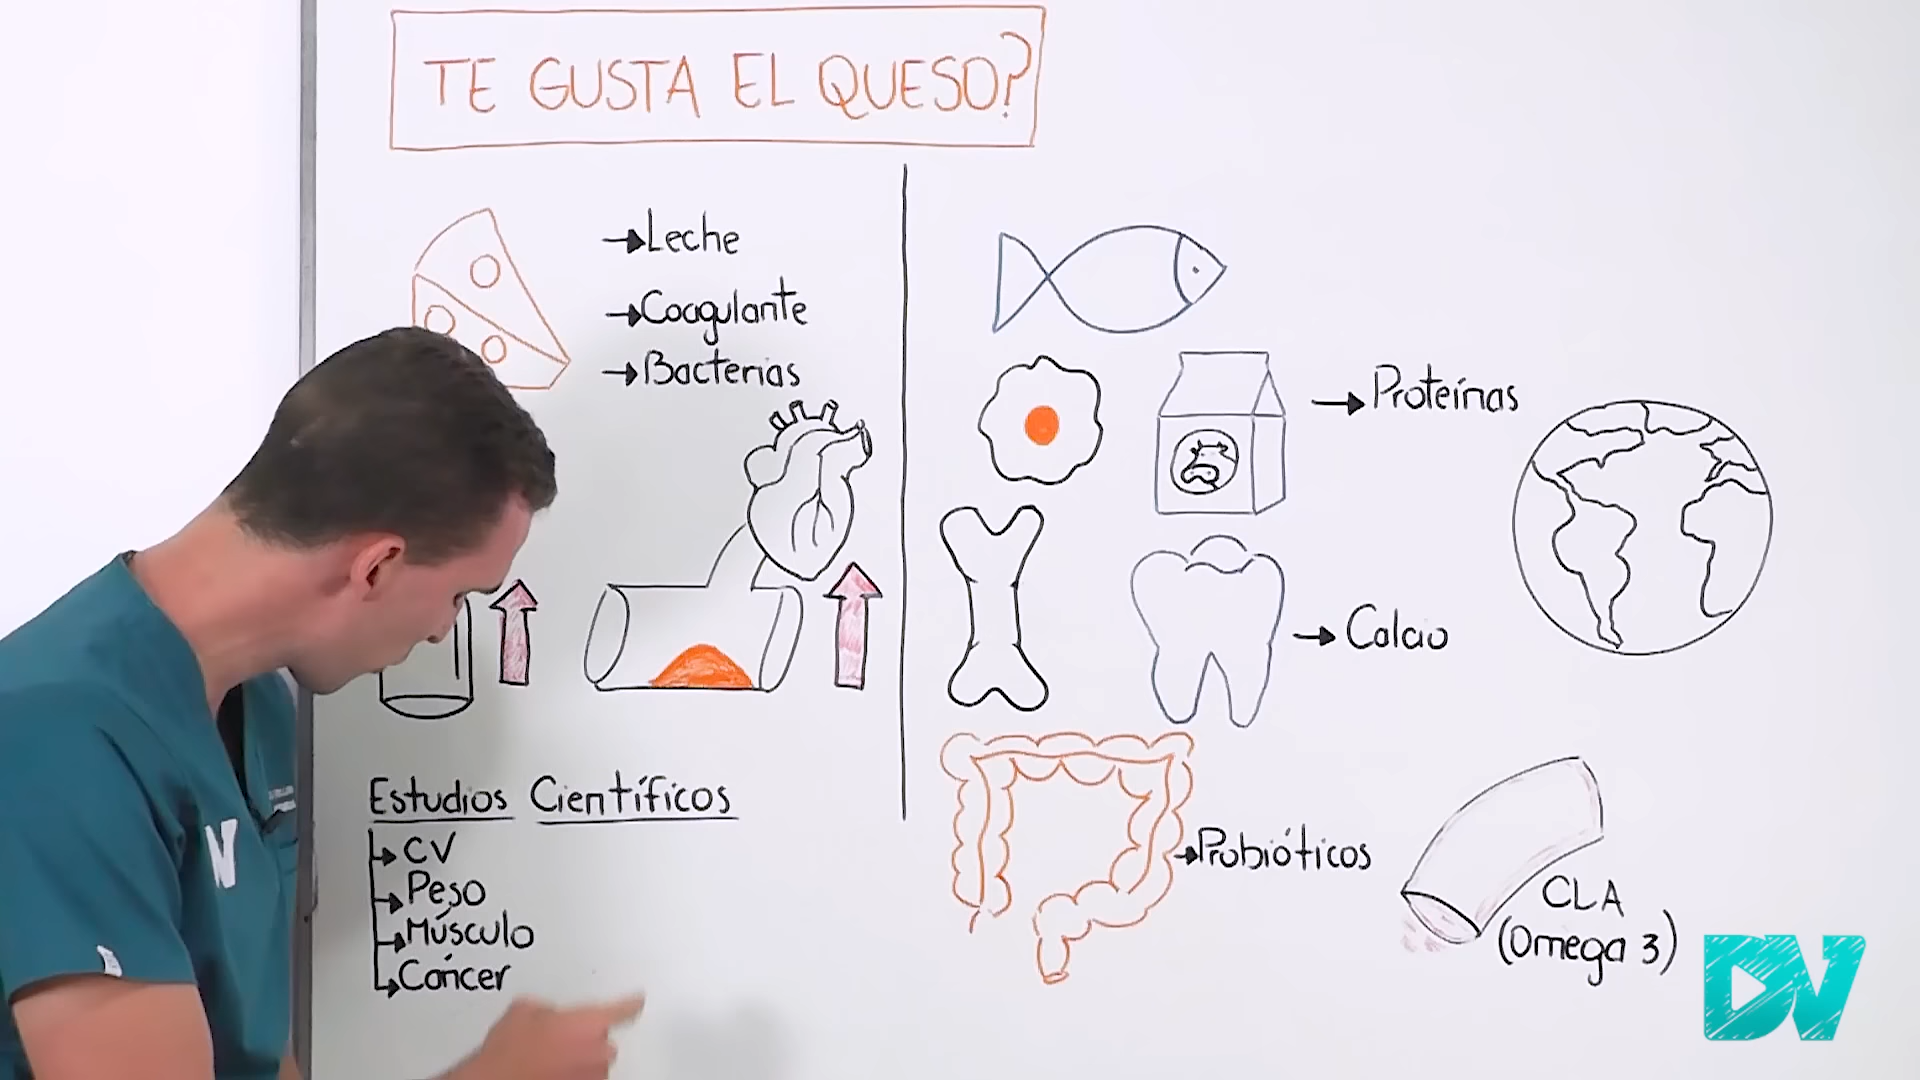 TE GUSTA EL QUESO?
→Leche
→Coagulante
→Bacterias
→Proteínas
→Calcio
→Probióticos
CLA
(Omega 3)
Estudios Científicos
→CV
→Peso
→Músculo
→Cáncer
N
DV